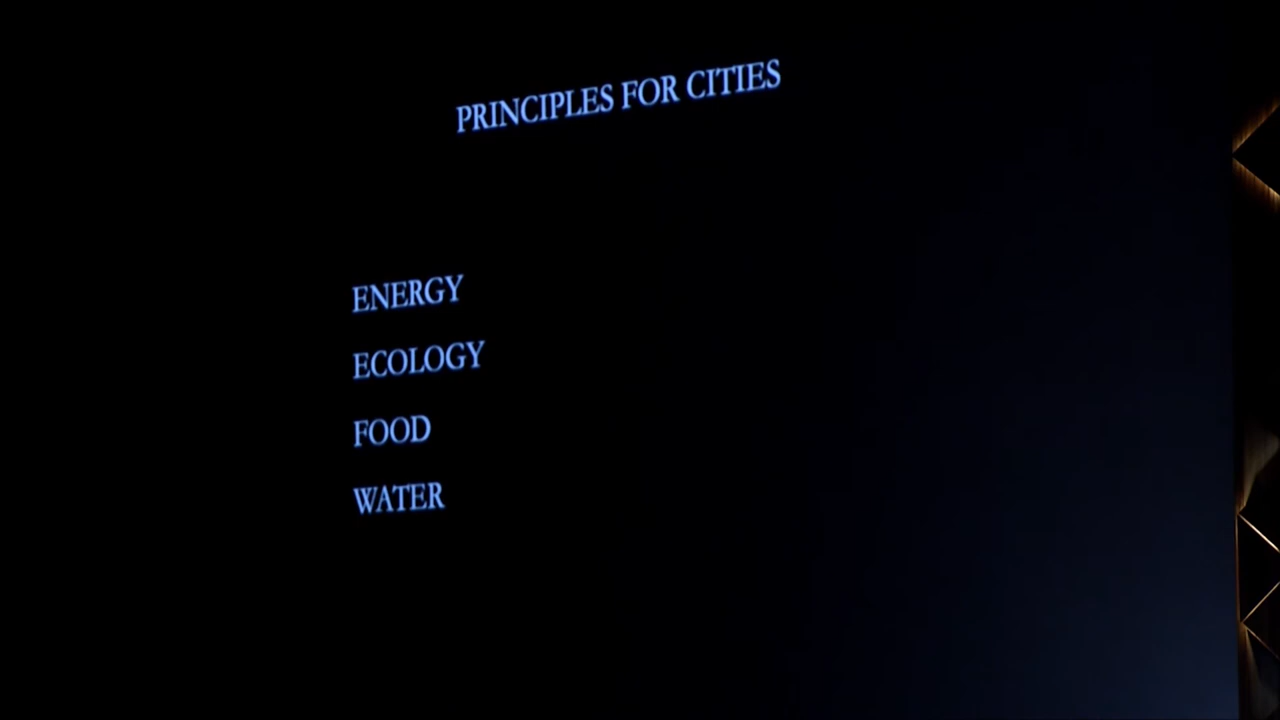 PRINCIPLES FOR CITIES
ENERGY
ECOLOGY
FOOD
WATER